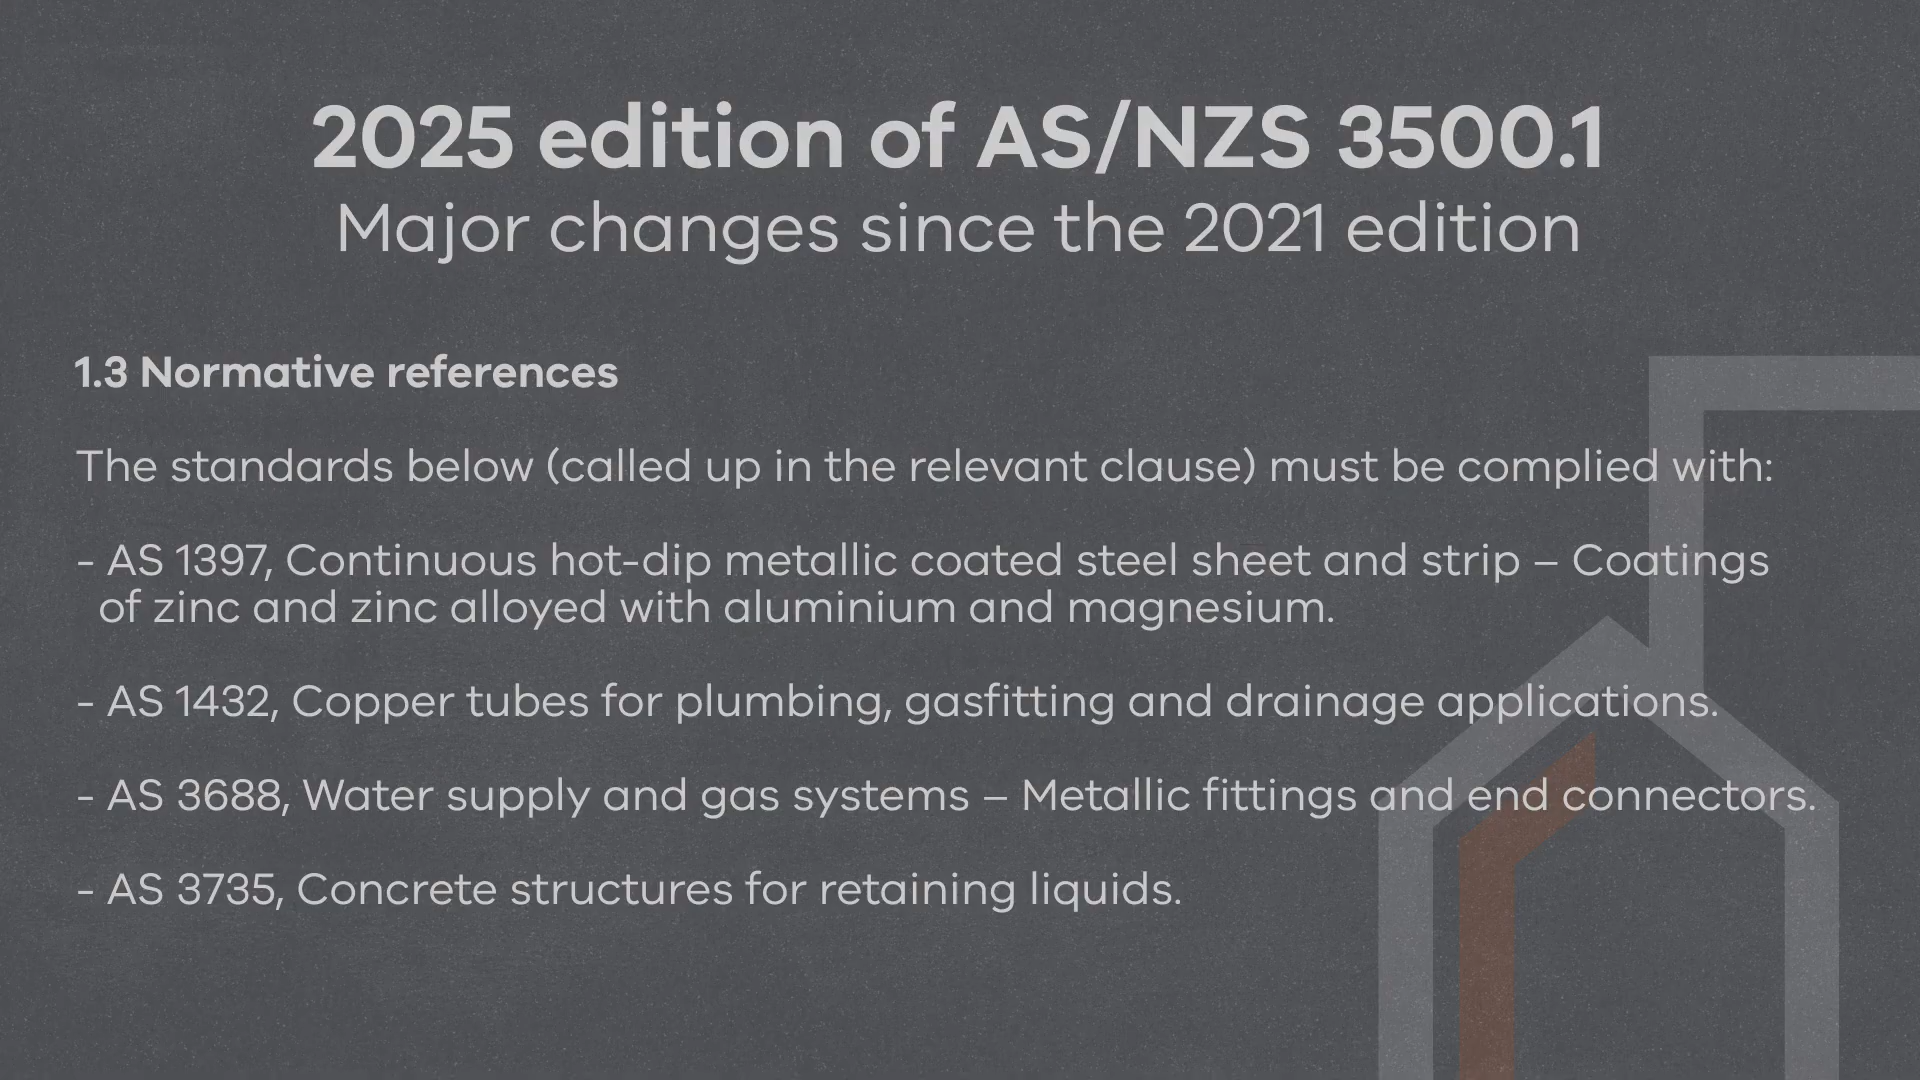 2025 edition of AS/NZS 3500.1
Major changes since the 2021 edition
1.3 Normative references
The standards below (called up in the relevant clause) must be complied with:
- AS 1397, Continuous hot-dip metallic coated steel sheet and strip – Coatings
of zinc and zinc alloyed with aluminium and magnesium.
- AS 1432, Copper tubes for plumbing, gasfitting and drainage applications.
- AS 3688, Water supply and gas systems – Metallic fittings and end connectors.
- AS 3735, Concrete structures for retaining liquids.